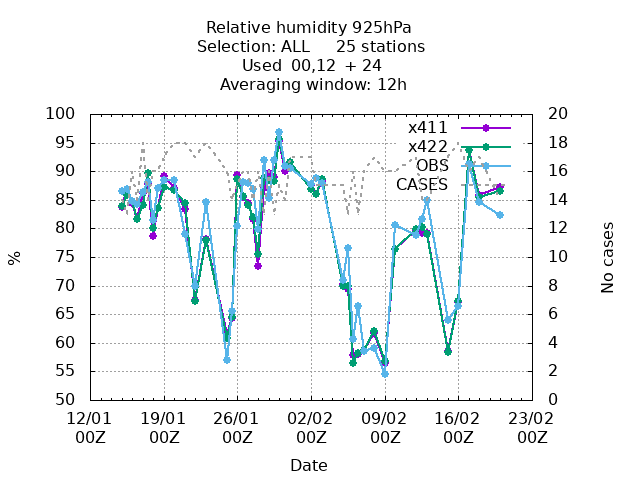 Relative humidity 925hPa
Selection: ALL 25 stations
Used 00,12 + 24
Averaging window: 12h
100
95
90
85
80
75
70
65
60
55
50
%
20
18
16
14
12
10
8
6
4
2
0
No cases
x411
x422
OBS
CASES
12/01 19/01 26/01 02/02 09/02 16/02 23/02
00Z 00Z 00Z 00Z 00Z 00Z 00Z
Date